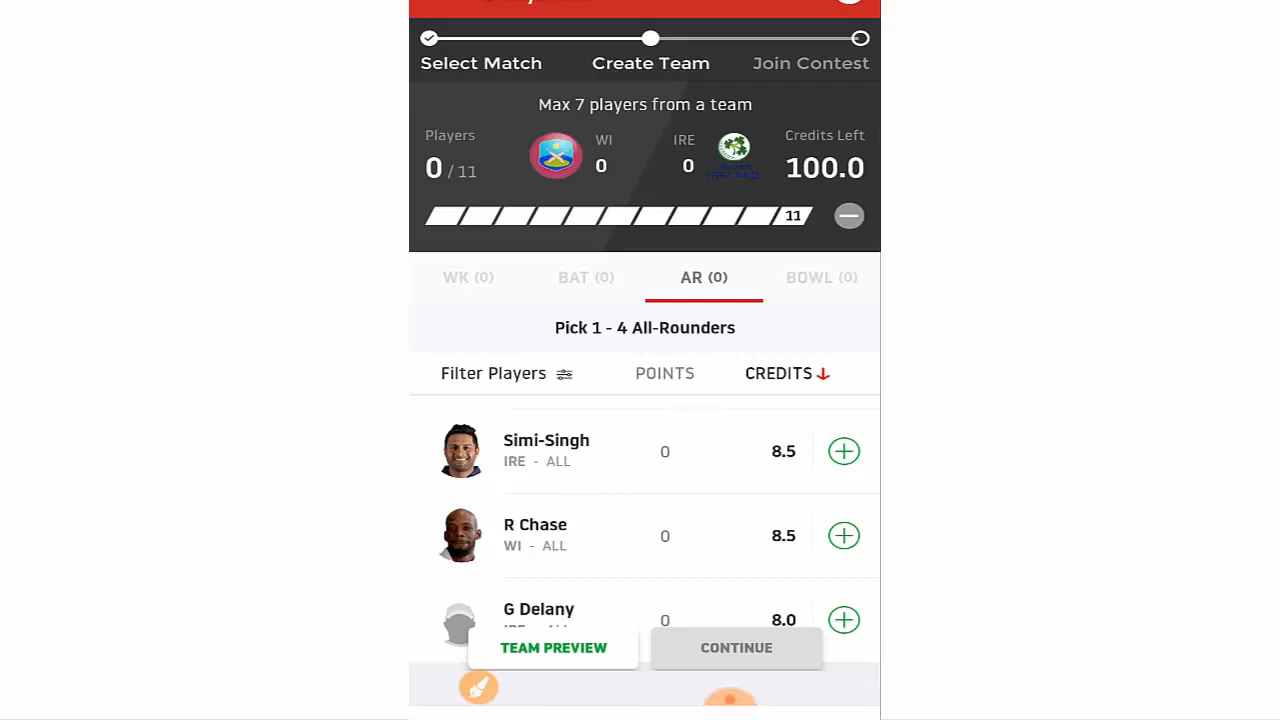 Select Match
Create Team
Join Contest
Max 7 players from a team
Players
WI
IRE
Credits Left
0 / 11
0
0
100.0
11
WK (0)
BAT (0)
AR (0)
BOWL (0)
Pick 1 - 4 All-Rounders
Filter Players
POINTS
CREDITS
Simi-Singh
IRE - ALL
0
8.5
R Chase
WI - ALL
0
8.5
G Delany
0
8.0
TEAM PREVIEW
CONTINUE